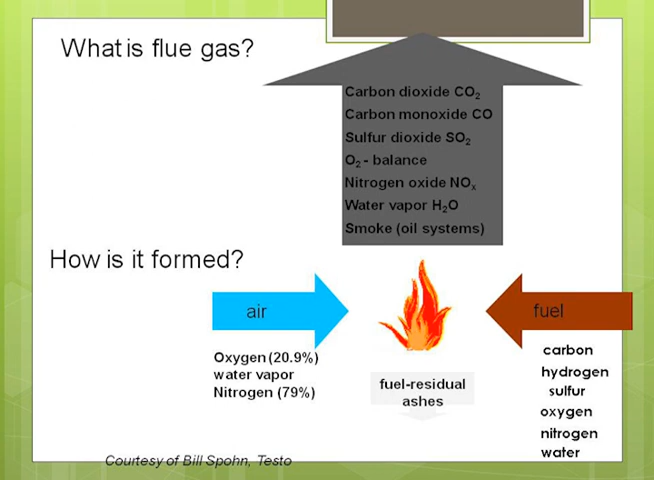 What is flue gas?
Carbon dioxide CO₂
Carbon monoxide CO
Sulfur dioxide SO₂
O₂ - balance
Nitrogen oxide NOₓ
Water vapor H₂O
Smoke (oil systems)
How is it formed?
air
fuel
Oxygen (20.9%)
water vapor
Nitrogen (79%)
fuel-residual
ashes
carbon
hydrogen
sulfur
oxygen
nitrogen
water
Courtesy of Bill Spohn, Testo